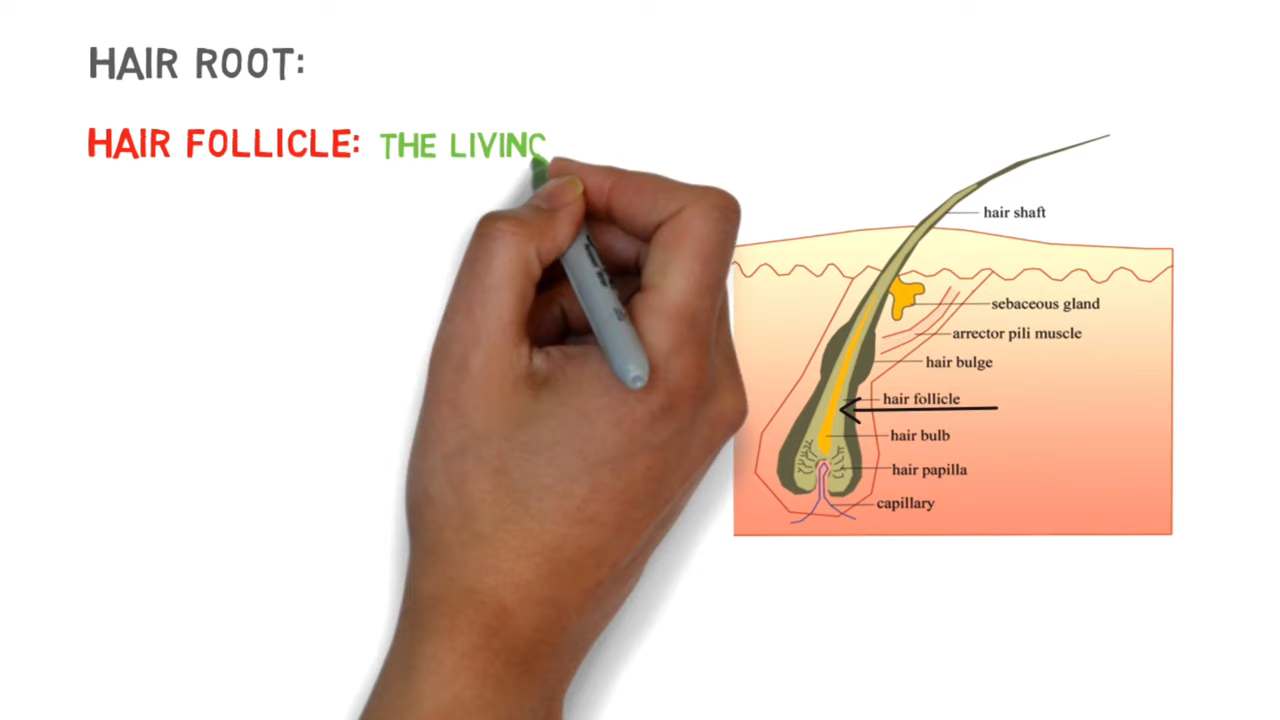 HAIR ROOT:
HAIR FOLLICLE: THE LIVING
hair shaft
sebaceous gland
arrector pili muscle
hair bulge
hair follicle
hair bulb
hair papilla
capillary